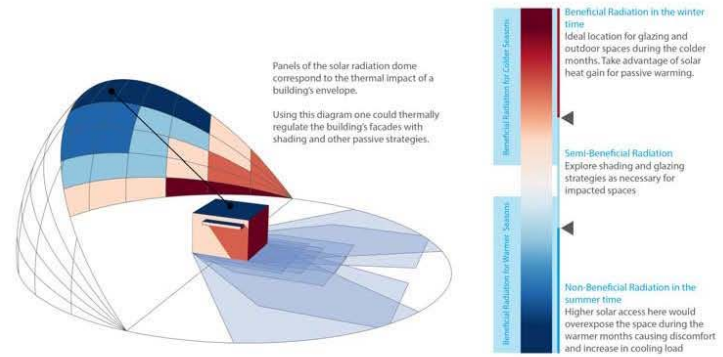 Panels of the solar radiation dome
correspond to the thermal impact of a
building's envelope.
Using this diagram one could thermally
regulate the building's facades with
shading and other passive strategies.
Beneficial Radiation for Colder Seasons
Beneficial Radiation for Warmer Seasons
Beneficial Radiation in the winter
time
Ideal location for glazing and
outdoor spaces during the colder
months. Take advantage of solar
heat gain for passive warming.
Semi-Beneficial Radiation
Explore shading and glazing
strategies as necessary for
impacted spaces
Non-Beneficial Radiation in the
summer time
Higher solar access here would
overexpose the space during the
warmer months causing discomfort
and increase in cooling load